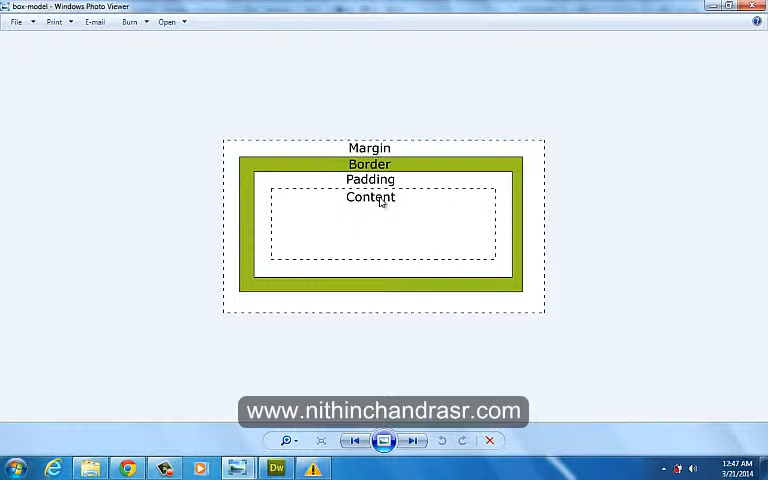 box-model - Windows Photo Viewer
File Print E-mail Burn Open
Margin
Border
Padding
Content
www.nithinchandrasr.com
Dw
12:47 AM
3/21/2014